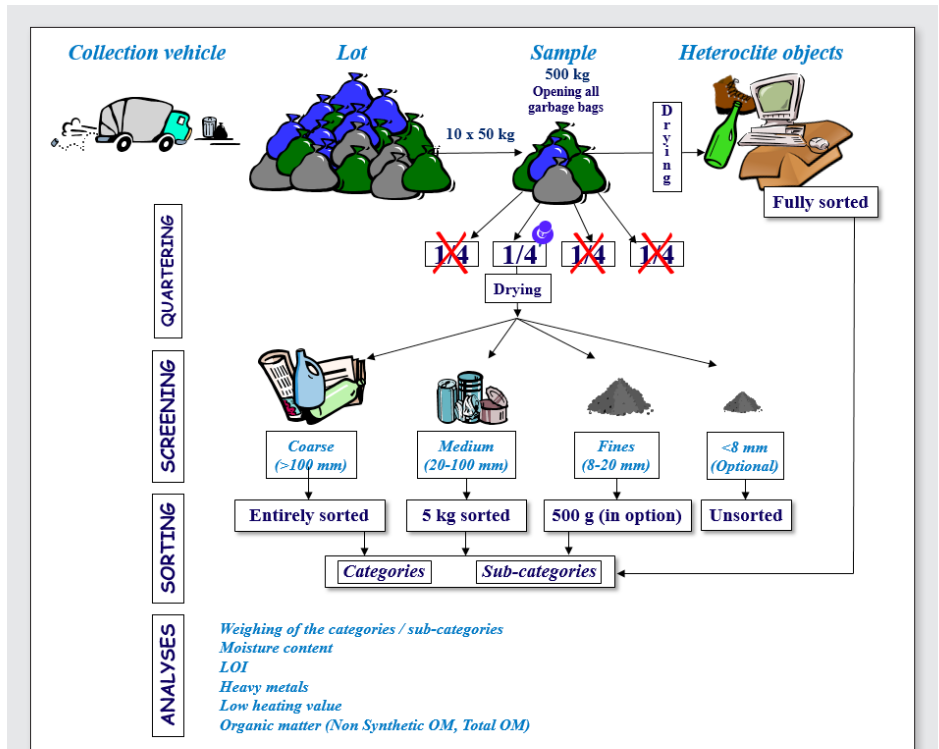 Collection vehicle
Lot
Sample
Heteroclite objects
500 kg
Opening all
garbage bags
10 x 50 kg
Drying
Fully sorted
QUARTERING
1/4
1/4
1/4
1/4
Drying
SCREENING
Coarse
(>100 mm)
Medium
(20-100 mm)
Fines
(8-20 mm)
<8 mm
(Optional)
SORTING
Entirely sorted
5 kg sorted
500 g (in option)
Unsorted
Categories
Sub-categories
ANALYSES
Weighing of the categories / sub-categories
Moisture content
LOI
Heavy metals
Low heating value
Organic matter (Non Synthetic OM, Total OM)